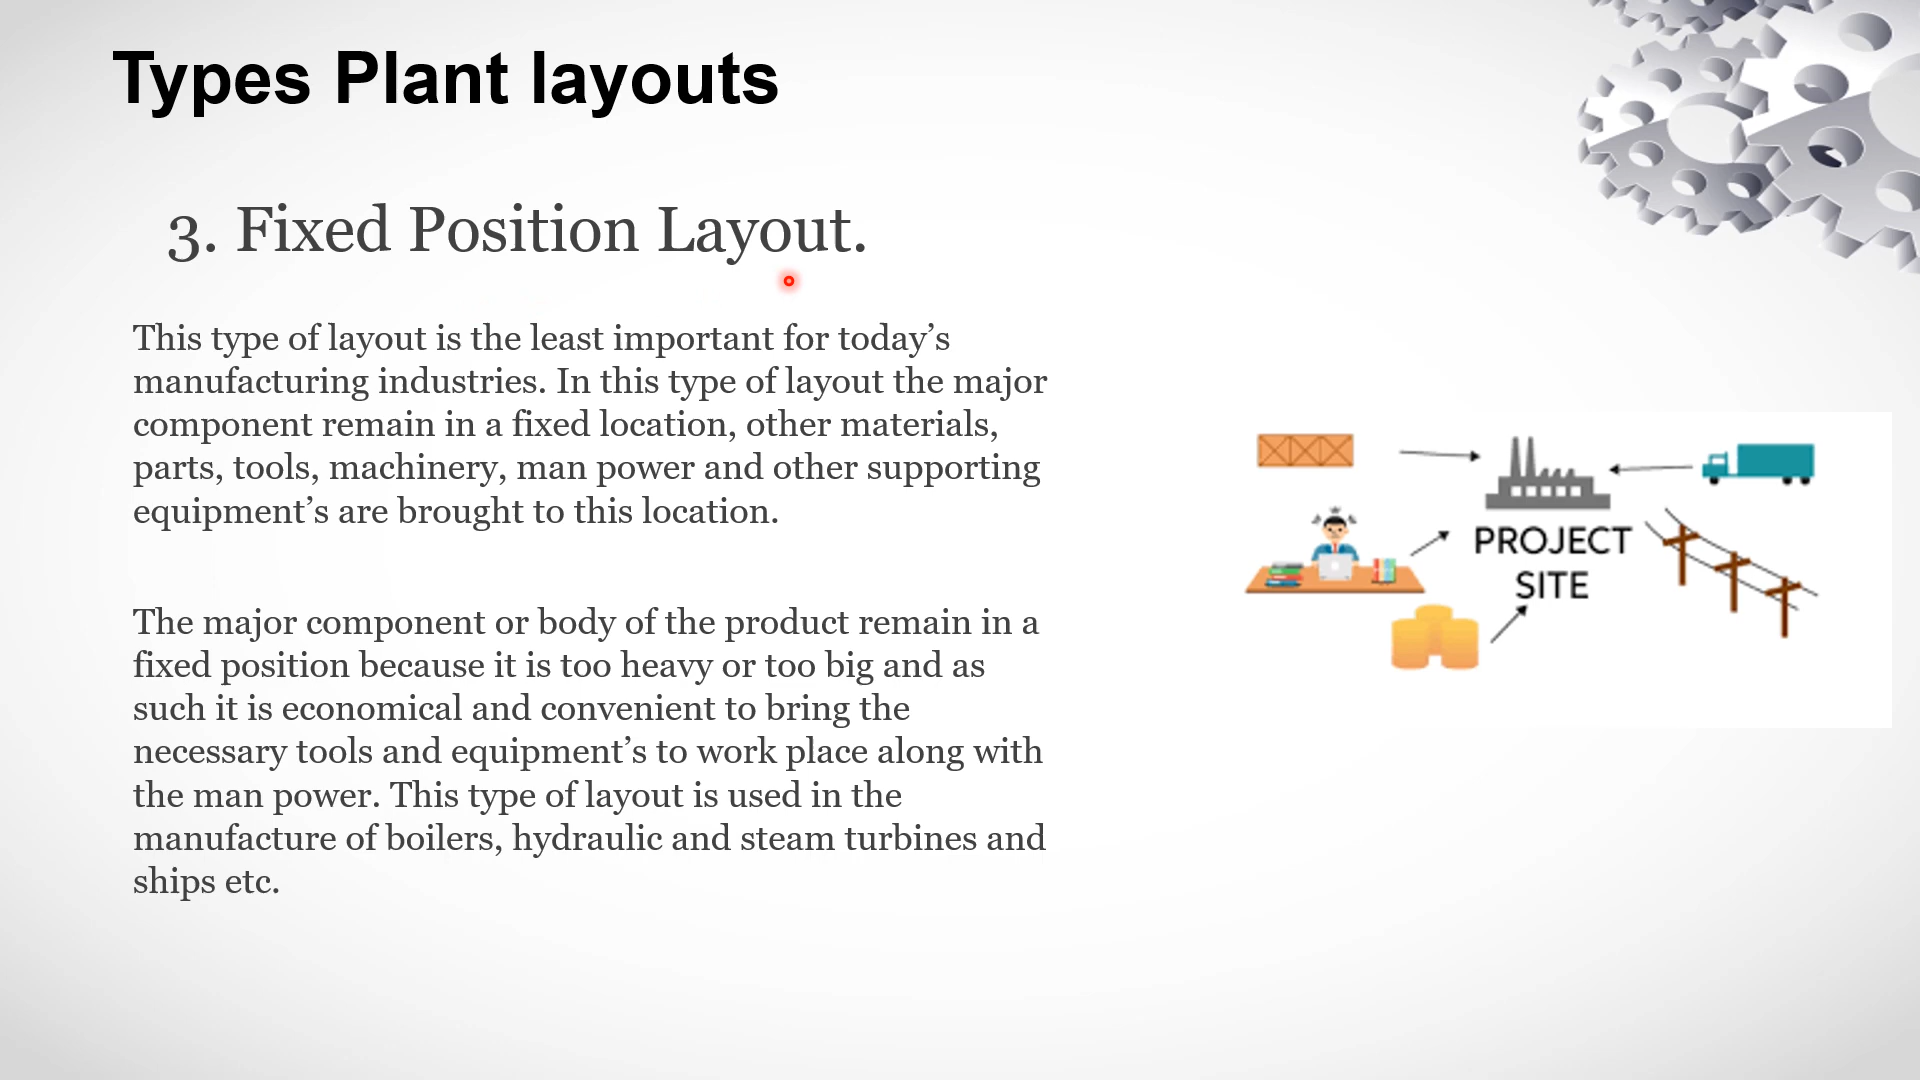 Types Plant layouts
3. Fixed Position Layout.
This type of layout is the least important for today’s
manufacturing industries. In this type of layout the major
component remain in a fixed location, other materials,
parts, tools, machinery, man power and other supporting
equipment’s are brought to this location.
The major component or body of the product remain in a
fixed position because it is too heavy or too big and as
such it is economical and convenient to bring the
necessary tools and equipment’s to work place along with
the man power. This type of layout is used in the
manufacture of boilers, hydraulic and steam turbines and
ships etc.
PROJECT
SITE